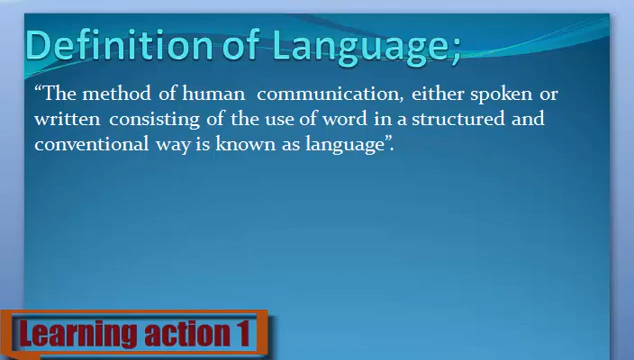 Definition of Language;
“The method of human communication, either spoken or
written consisting of the use of word in a structured and
conventional way is known as language”.
Learning action 1